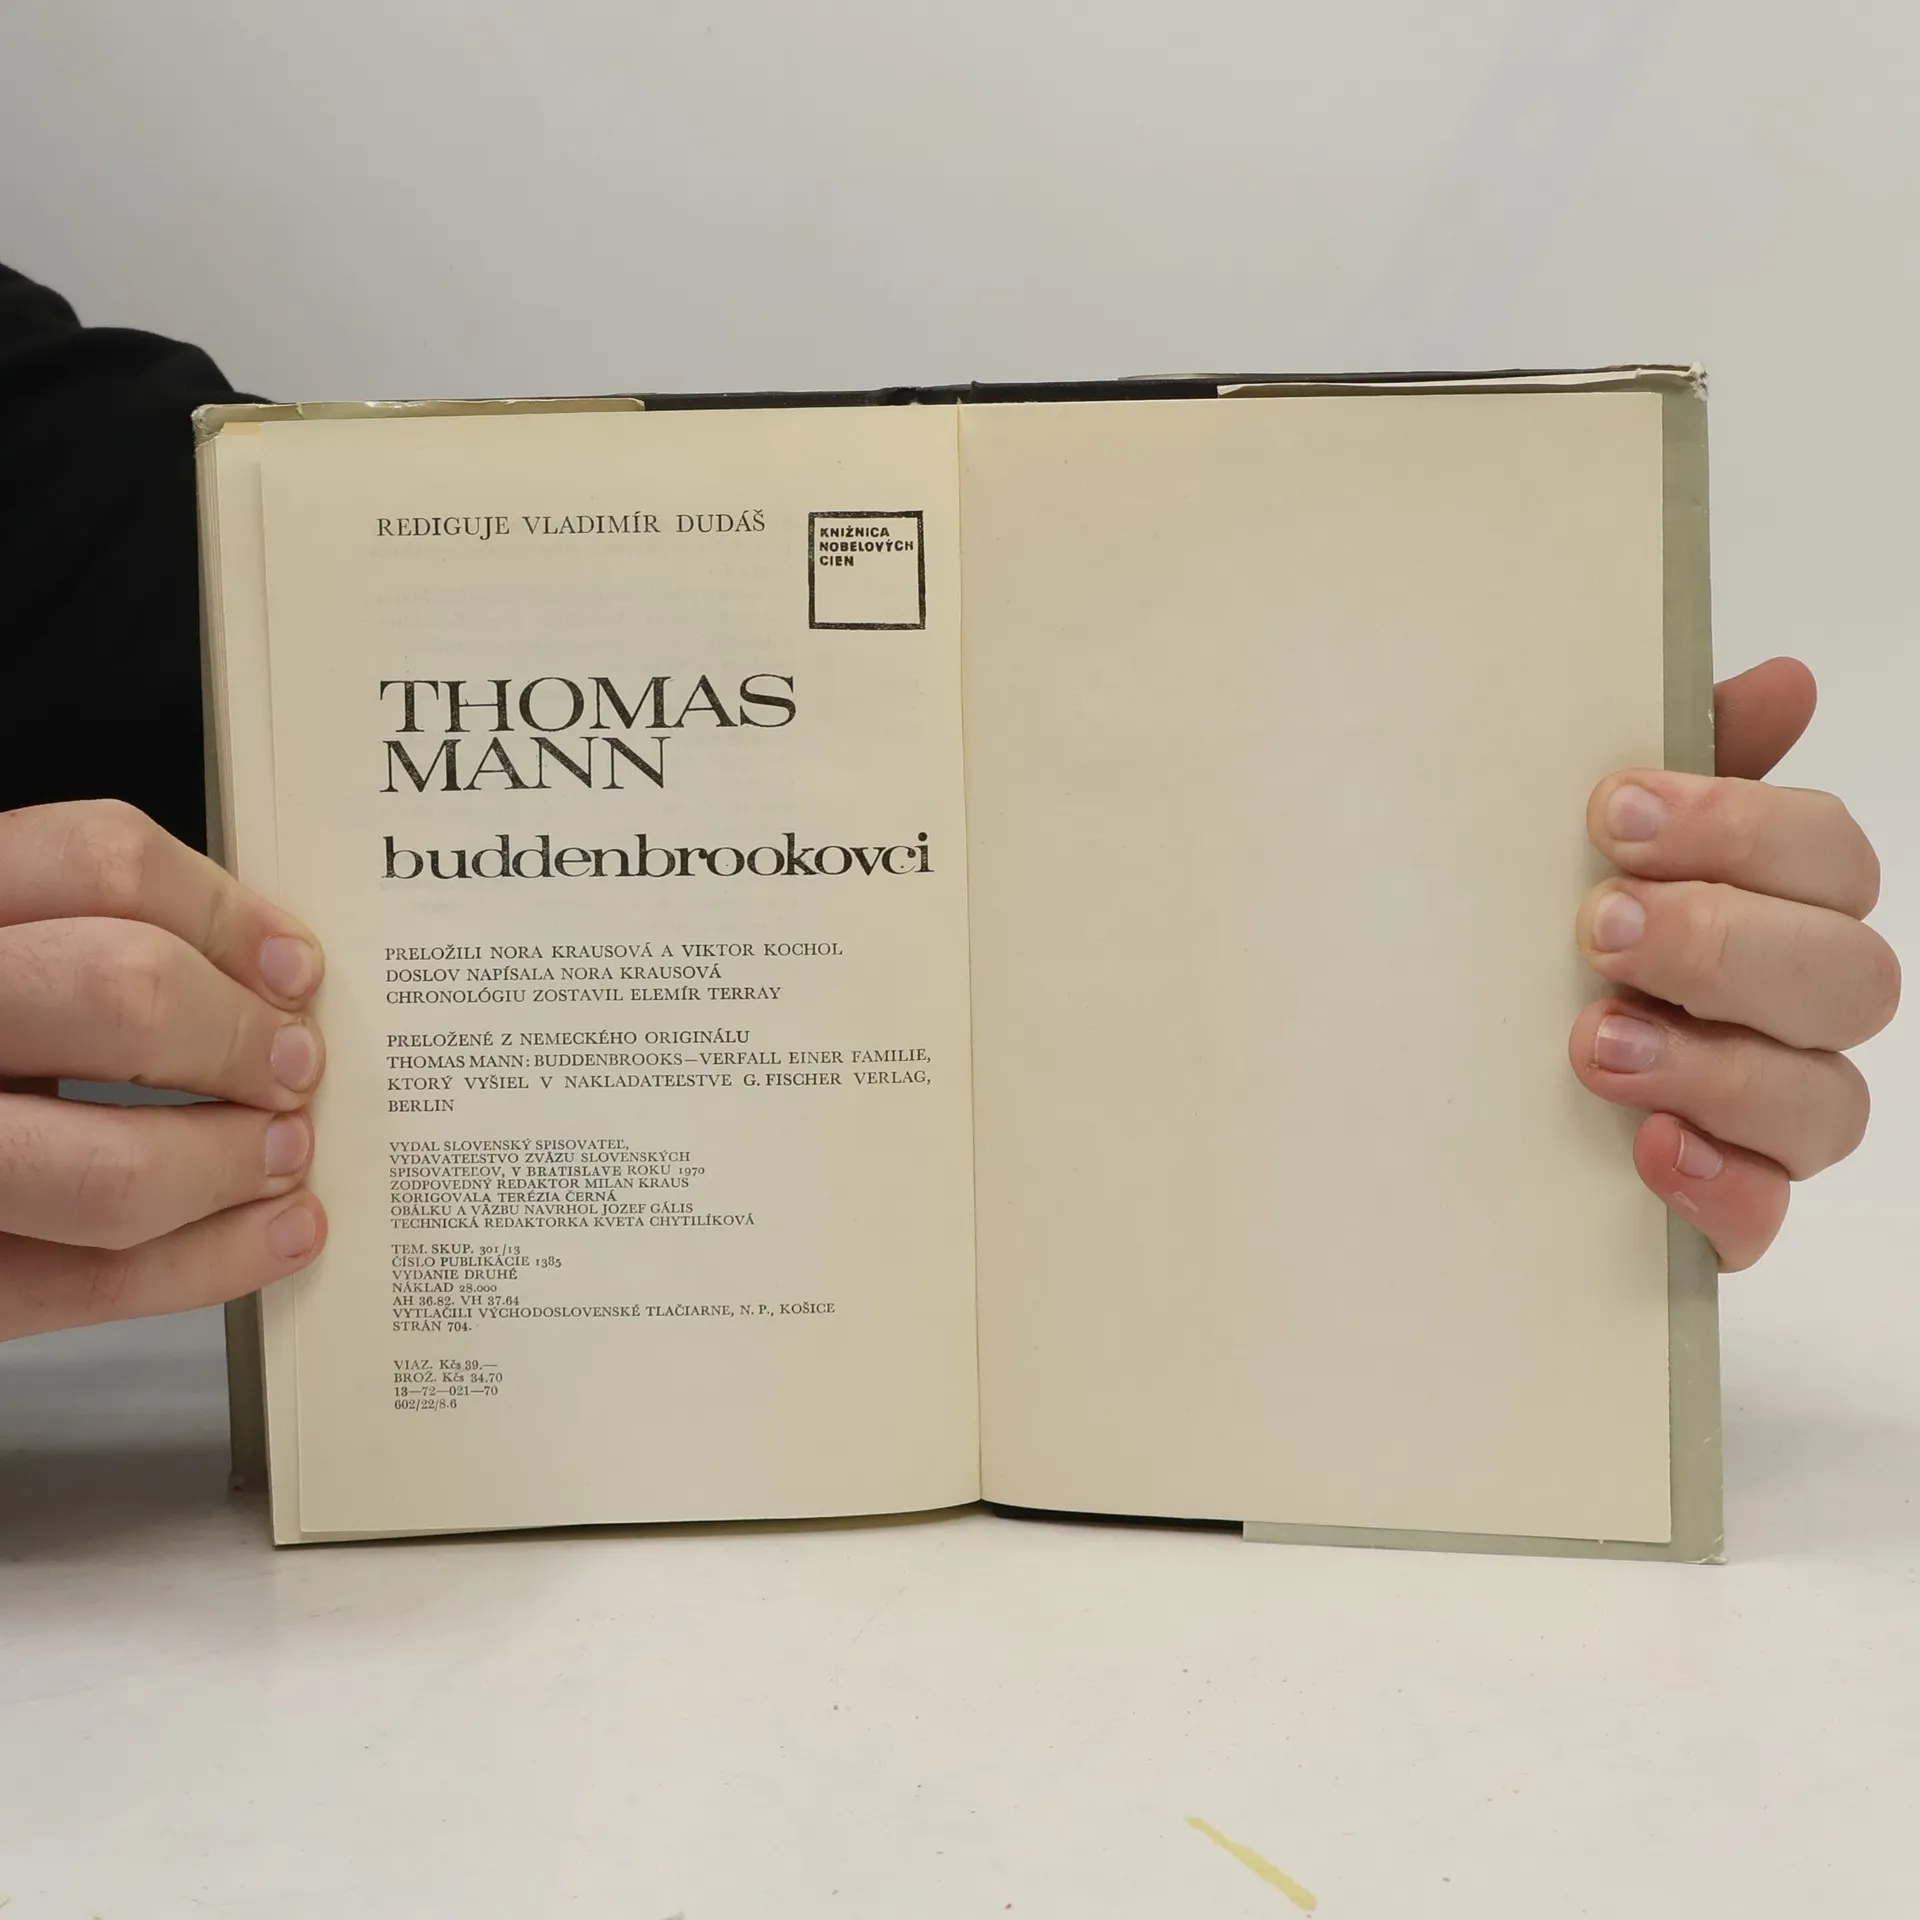 REDIGUJE VLADIMÍR DUDÁŠ
KNIŽNICA
NOBELOVÝCH
CIEN
THOMAS
MANN
buddenbrookovci
PRELOŽILI NORA KRAUSOVÁ A VIKTOR KOCHOL
DOSLOV NAPÍSALA NORA KRAUSOVÁ
CHRONOLÓGIU ZOSTAVIL ELEMÍR TERRAY
PRELOŽENÉ Z NEMECKÉHO ORIGINÁLU
THOMAS MANN: BUDDENBROOKS—VERFALL EINER FAMILIE,
KTORÝ VYŠIEL V NAKLADATEĽSTVE G. FISCHER VERLAG,
BERLIN
VYDAL SLOVENSKÝ SPISOVATEĽ,
VYDAVATEĽSTVO ZVÄZU SLOVENSKÝCH
SPISOVATEĽOV, V BRATISLAVE ROKU 1970
ZODPOVEDNÝ REDAKTOR MILAN KRAUS
KORIGOVALA TERÉZIA ČERNÁ
OBÁLKU A VÄZBU NAVRHOL JOZEF GÁLIS
TECHNICKÁ REDAKTORKA KVETA CHYTILÍKOVÁ
TEM. SKUP. 301/13
ČÍSLO PUBLIKÁCIE 1385
VYDANIE DRUHÉ
NÁKLAD 28.000
AH 36.82. VH 37.64
VYTLAČILI VÝCHODOSLOVENSKÉ TLAČIARNE, N. P., KOŠICE
STRÁN 704.
VIAZ. Kčs 39.—
BROŽ. Kčs 34.70
13—72—021—70
602/22/8.6